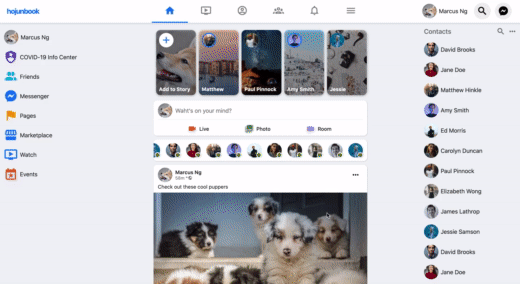 hojunbook
Marcus Ng
Marcus Ng
COVID-19 Info Center
Friends
Messenger
Pages
Marketplace
Watch
Events
Add to Story
Matthew
Paul Pinnock
Amy Smith
Jessie
Waht's on your mind?
Live
Photo
Room
Marcus Ng
58m
Check out these cool puppers
Contacts
David Brooks
Jane Doe
Matthew Hinkle
Amy Smith
Ed Morris
Carolyn Duncan
Paul Pinnock
Elizabeth Wong
James Lathrop
Jessie Samson
David Brooks
Jane Doe